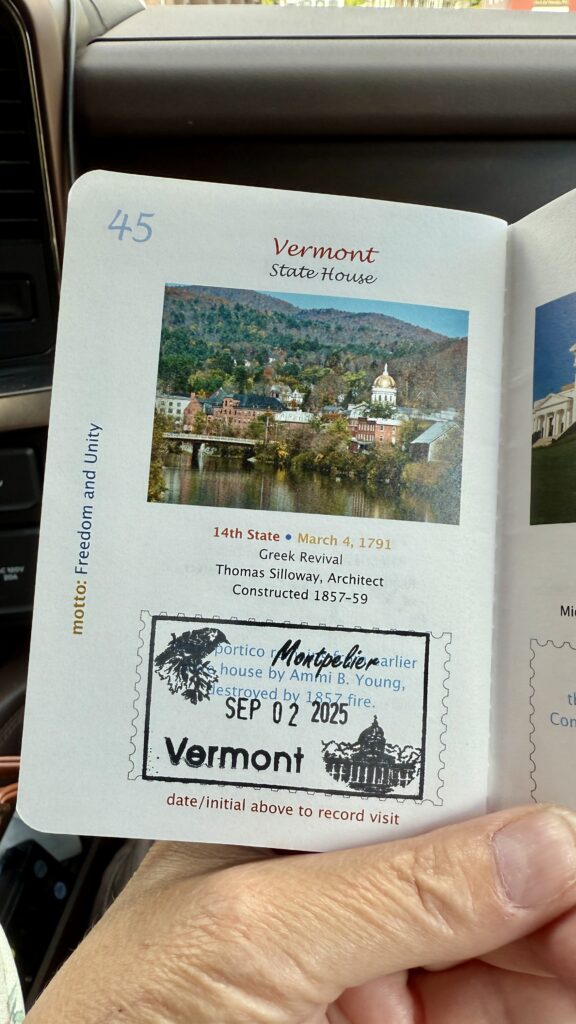 45
Vermont
State House
motto: Freedom and Unity
14th State • March 4, 1791
Greek Revival
Thomas Silloway, Architect
Constructed 1857–59
portico
earlier
Montpelier
house by Ammi B. Young,
destroyed by 1857 fire.
SEP 02 2025
Vermont
date/initial above to record visit